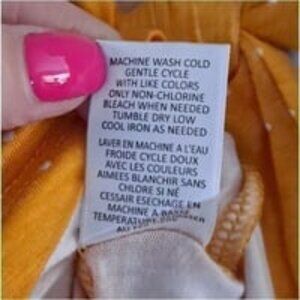 MACHINE WASH COLD
GENTLE CYCLE
WITH LIKE COLORS
ONLY NON-CHLORINE
BLEACH WHEN NEEDED
TUMBLE DRY LOW
COOL IRON AS NEEDED
LAVER EN MACHINE A L'EAU
FROIDE CYCLE DOUX
AVEC LES COULEURS
AIMEES BLANCHIR SANS
CHLORE SI NÉ
CESSAIR ESECHAGE EN
MACHINE A BASSE
TEMPERATURE